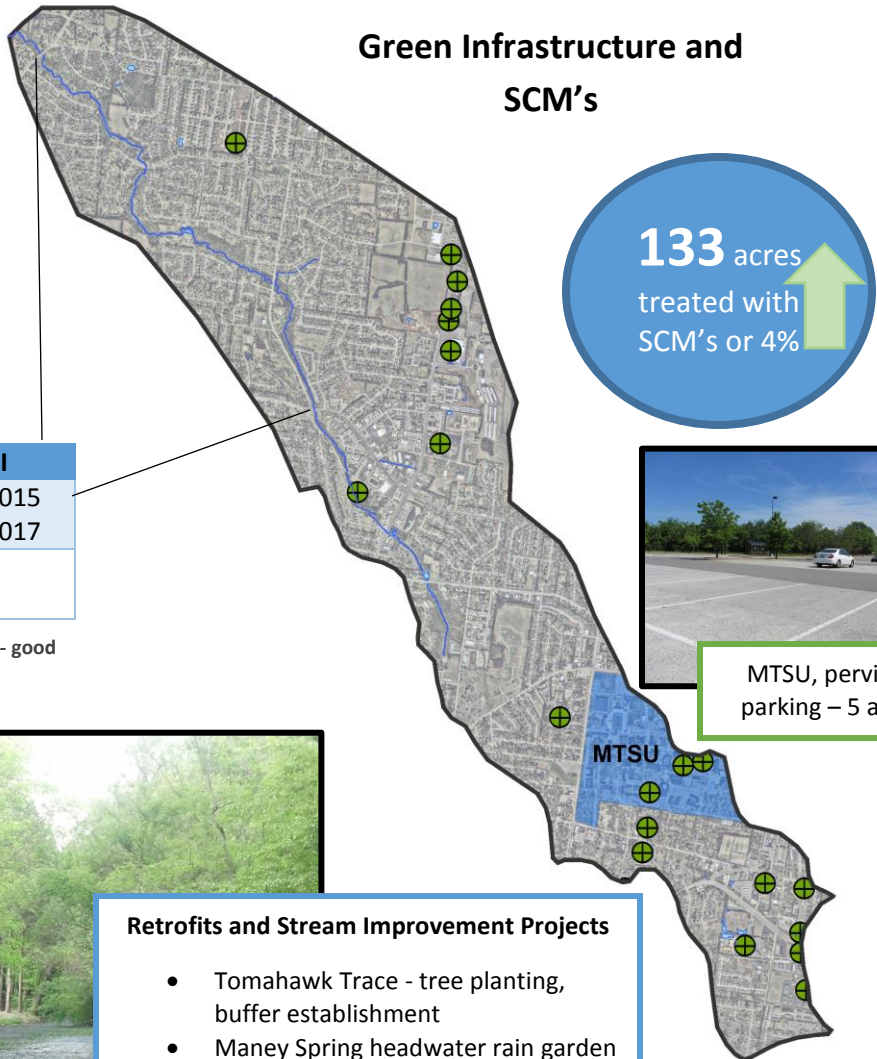 Green Infrastructure and
SCM's
133 acres
treated with
SCM's or 4%
015
017
- good
MTSU
MTSU,
parking – 5
Retrofits and Stream Improvement Projects
• Tomahawk Trace - tree planting,
buffer establishment
• Maney Spring headwater rain garden